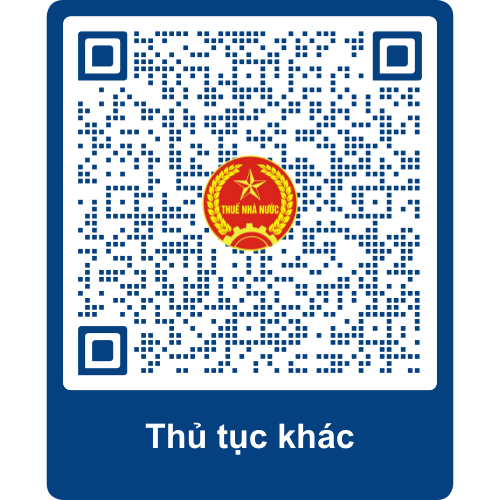 THUẾ NHÀ NƯỚC
Thủ tục khác